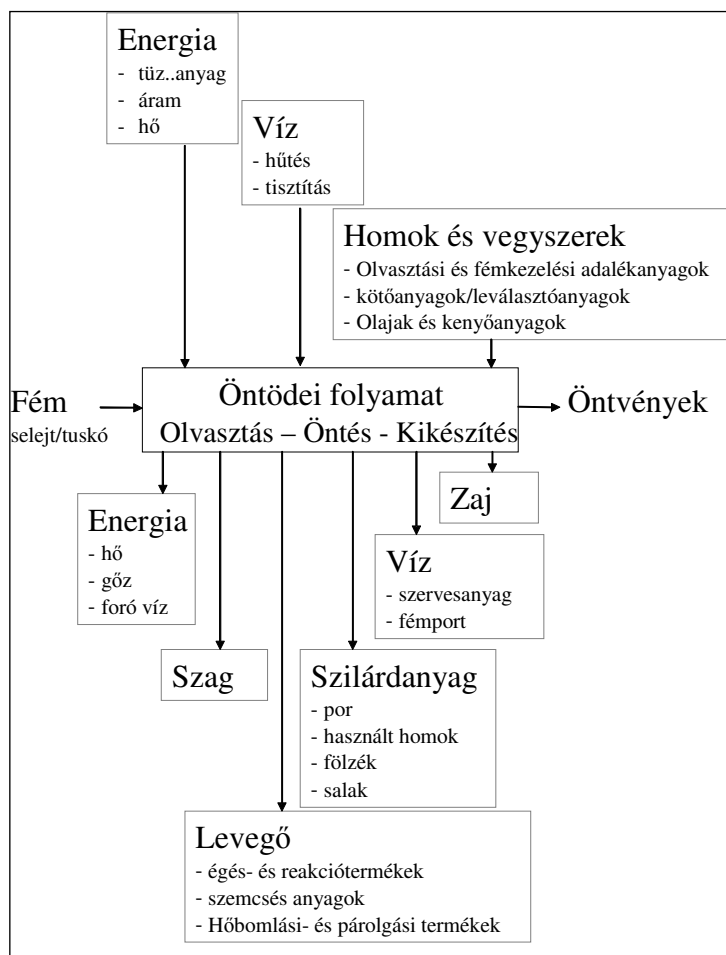 Energia
- tüz..anyag
- áram
- hő
Víz
- hűtés
- tisztítás
Homok és vegyszerek
- Olvasztási és fémkezelési adalékanyagok
- kötőanyagok/leválasztóanyagok
- Olajak és kenyőanyagok
Fém
selejt/tuskó
Öntödei folyamat
Olvasztás – Öntés - Kikészítés
Öntvények
Energia
- hő
- gőz
- foró víz
Szag
Zaj
Víz
- szervesanyag
- fémport
Szilárdanyag
- por
- használt homok
- fölzék
- salak
Levegő
- égés- és reakciótermékek
- szemcsés anyagok
- Hőbomlási- és párolgási termékek